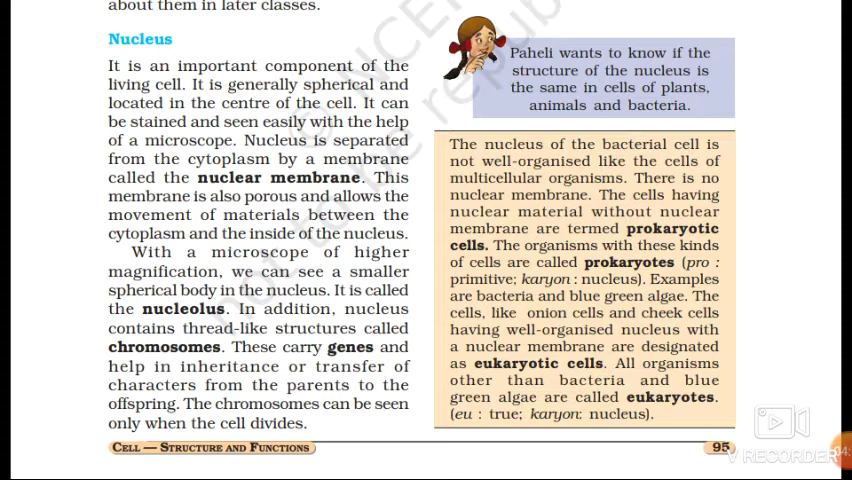 about them in later classes.
Nucleus
It is an important component of the
living cell. It is generally spherical and
located in the centre of the cell. It can
be stained and seen easily with the help
of a microscope. Nucleus is separated
from the cytoplasm by a membrane
called the nuclear membrane. This
membrane is also porous and allows the
movement of materials between the
cytoplasm and the inside of the nucleus.
With a microscope of higher
magnification, we can see a smaller
spherical body in the nucleus. It is called
the nucleolus. In addition, nucleus
contains thread-like structures called
chromosomes. These carry genes and
help in inheritance or transfer of
characters from the parents to the
offspring. The chromosomes can be seen
only when the cell divides.
Paheli wants to know if the
structure of the nucleus is
the same in cells of plants,
animals and bacteria.
The nucleus of the bacterial cell is
not well-organised like the cells of
multicellular organisms. There is no
nuclear membrane. The cells having
nuclear material without nuclear
membrane are termed prokaryotic
cells. The organisms with these kinds
of cells are called prokaryotes (pro :
primitive; karyon : nucleus). Examples
are bacteria and blue green algae. The
cells, like onion cells and cheek cells
having well-organised nucleus with
a nuclear membrane are designated
as eukaryotic cells. All organisms
other than bacteria and blue
green algae are called eukaryotes.
(eu : true; karyon: nucleus).
CELL — STRUCTURE AND FUNCTIONS
95
V RECORDER
04:
© NCE
not to be repub